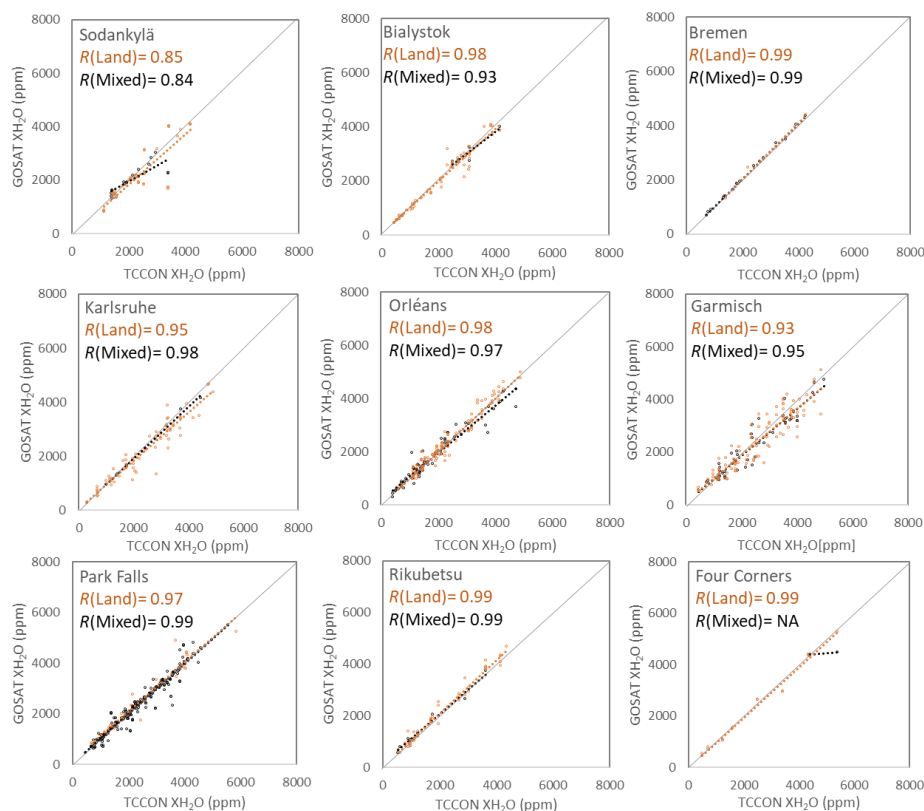 8000
6000
4000
2000
0
GOSAT XH₂O (ppm)
Sodankylä
R(Land)= 0.85
R(Mixed)= 0.84
0 2000 4000 6000 8000
TCCON XH₂O (ppm)
8000
6000
4000
2000
0
GOSAT XH₂O (ppm)
Bialystok
R(Land)= 0.98
R(Mixed)= 0.93
0 2000 4000 6000 8000
TCCON XH₂O (ppm)
8000
6000
4000
2000
0
GOSAT XH₂O (ppm)
Bremen
R(Land)= 0.99
R(Mixed)= 0.99
0 2000 4000 6000 8000
TCCON XH₂O (ppm)
8000
6000
4000
2000
0
GOSAT XH₂O (ppm)
Karlsruhe
R(Land)= 0.95
R(Mixed)= 0.98
0 2000 4000 6000 8000
TCCON XH₂O (ppm)
8000
6000
4000
2000
0
GOSAT XH₂O (ppm)
Orléans
R(Land)= 0.98
R(Mixed)= 0.97
0 2000 4000 6000 8000
TCCON XH₂O (ppm)
8000
6000
4000
2000
0
GOSAT XH₂O (ppm)
Garmisch
R(Land)= 0.93
R(Mixed)= 0.95
0 2000 4000 6000 8000
TCCON XH₂O[ppm]
8000
6000
4000
2000
0
GOSAT XH₂O (ppm)
Park Falls
R(Land)= 0.97
R(Mixed)= 0.99
0 2000 4000 6000 8000
TCCON XH₂O (ppm)
8000
6000
4000
2000
0
GOSAT XH₂O (ppm)
Rikubetsu
R(Land)= 0.99
R(Mixed)= 0.99
0 2000 4000 6000 8000
TCCON XH₂O (ppm)
8000
6000
4000
2000
0
GOSAT XH₂O (ppm)
Four Corners
R(Land)= 0.99
R(Mixed)= NA
0 2000 4000 6000 8000
TCCON XH₂O (ppm)